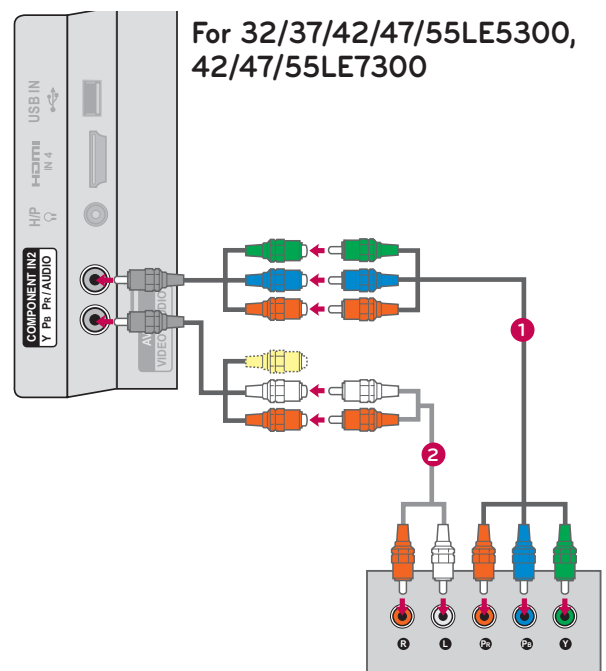 For 32/37/42/47/55LE5300,
42/47/55LE7300
USB IN
HDMI
IN 4
H/P
COMPONENT IN2
Y PB PR / AUDIO
AV
VIDEO
1
2
R
L
PR
PB
Y